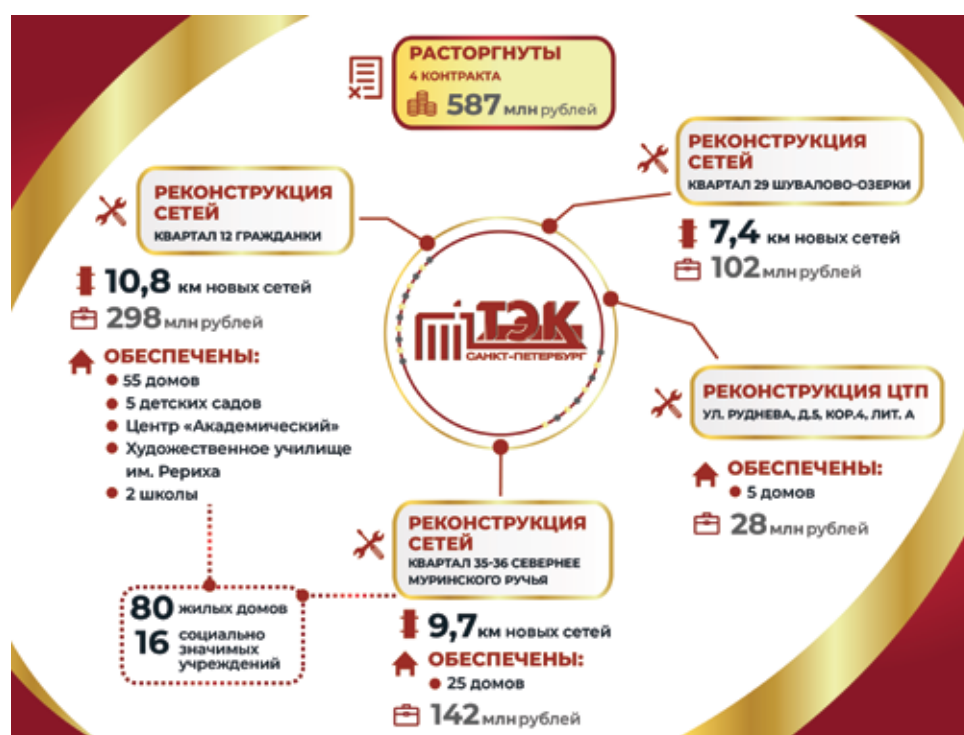 РАСТОРГНУТЫ
4 КОНТРАКТА
587 млн рублей
РЕКОНСТРУКЦИЯ
СЕТЕЙ
КВАРТАЛ 12 ГРАЖДАНКИ
10,8 км новых сетей
298 млн рублей
ОБЕСПЕЧЕНЫ:
55 домов
5 детских садов
Центр «Академический»
Художественное училище
им. Рериха
2 школы
80 жилых домов
16 социально
значимых
учреждений
ТЭК
САНКТ-ПЕТЕРБУРГ
РЕКОНСТРУКЦИЯ
СЕТЕЙ
КВАРТАЛ 29 ШУВАЛОВО-ОЗЕРКИ
7,4 км новых сетей
102 млн рублей
РЕКОНСТРУКЦИЯ ЦТП
УЛ. РУДНЕВА, Д.5, КОР.4, ЛИТ. А
ОБЕСПЕЧЕНЫ:
5 домов
28 млн рублей
РЕКОНСТРУКЦИЯ
СЕТЕЙ
КВАРТАЛ 35-36 СЕВЕРНЕЕ
МУРИНСКОГО РУЧЬЯ
9,7 км новых сетей
ОБЕСПЕЧЕНЫ:
25 домов
142 млн рублей